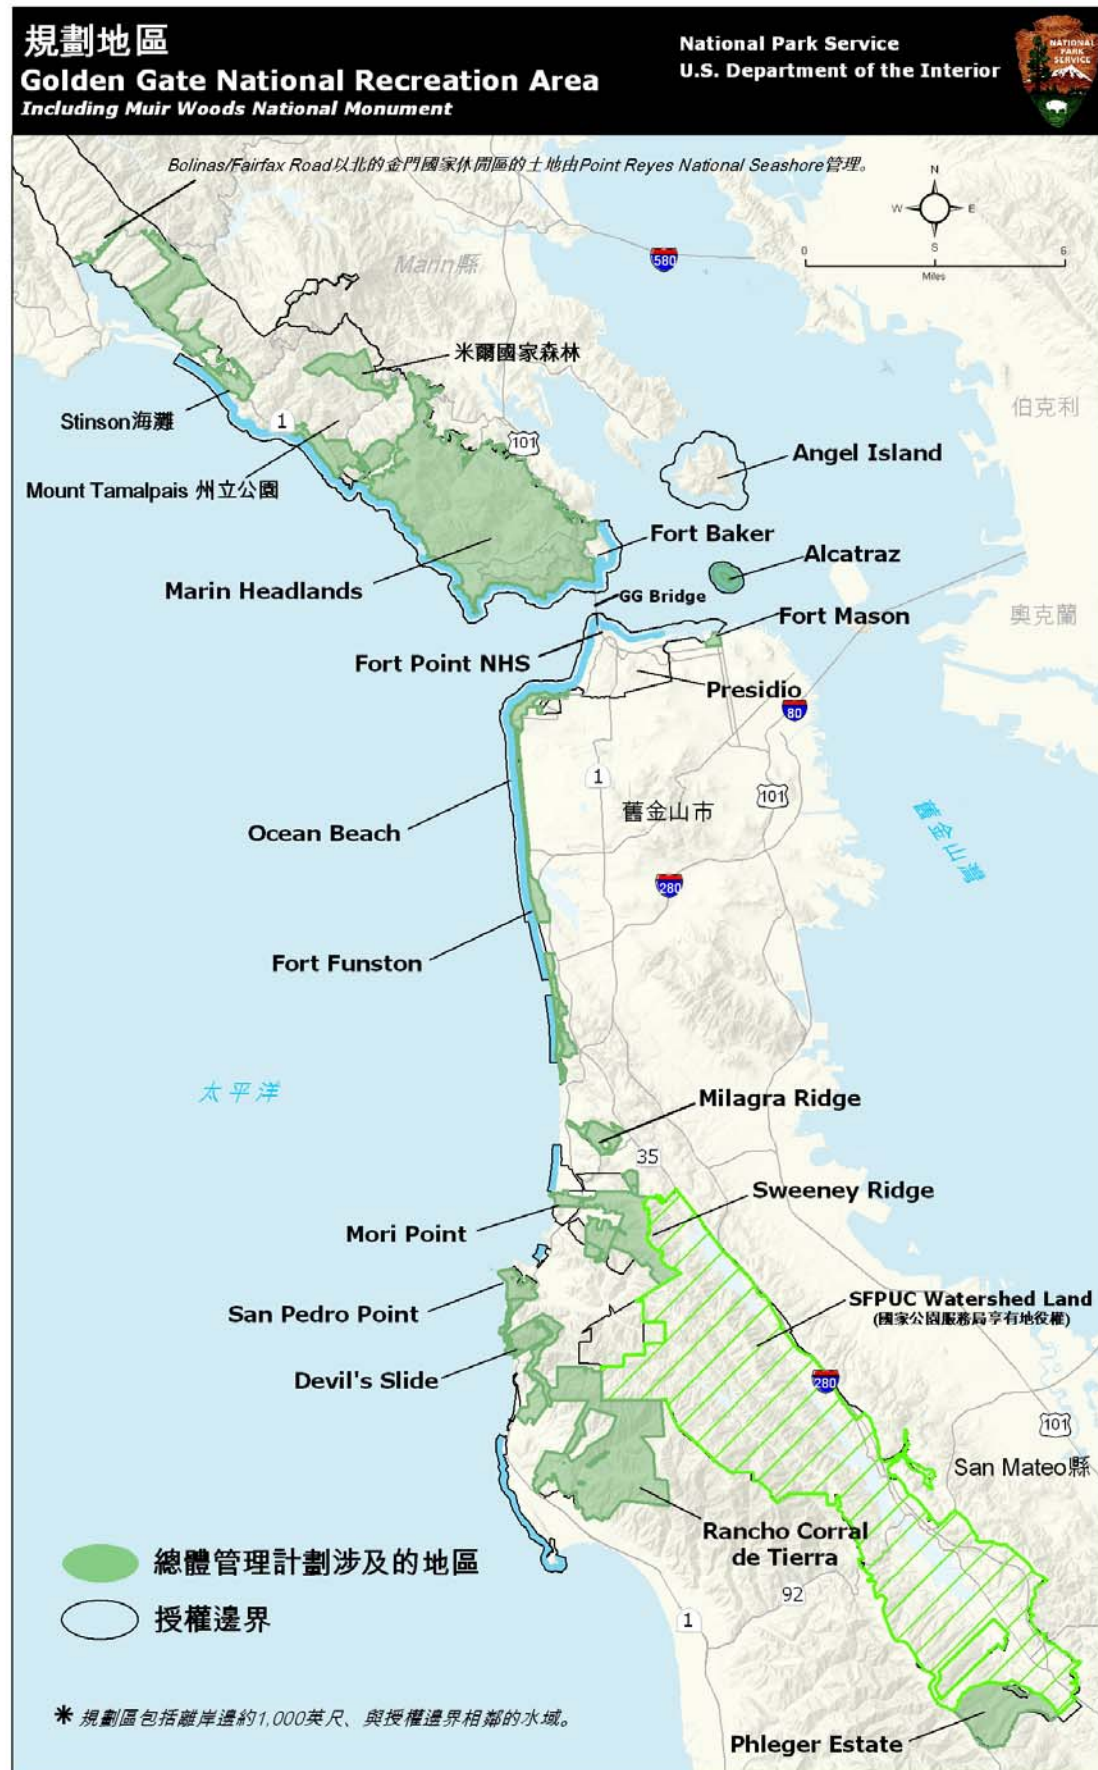 規劃地區
Golden Gate National Recreation Area
Including Muir Woods National Monument
National Park Service
U.S. Department of the Interior
NATIONAL
PARK
SERVICE
Bolinas/Fairfax Road以北的金門國家休閒區的土地由Point Reyes National Seashore管理。
N
W
E
S
0
6
Miles
580
Marin縣
米爾國家森林
伯克利
Stinson海灘
1
101
Angel Island
Mount Tamalpais 州立公園
Fort Baker
Alcatraz
Marin Headlands
GG Bridge
Fort Mason
奧克蘭
Fort Point NHS
Presidio
80
1
101
舊金山市
Ocean Beach
舊金山灣
280
Fort Funston
太平洋
Milagra Ridge
35
Sweeney Ridge
Mori Point
SFPUC Watershed Land
(國家公園服務局享有地役權)
San Pedro Point
Devil's Slide
280
101
San Mateo縣
Rancho Corral
de Tierra
總體管理計劃涉及的地區
92
授權邊界
1
* 規劃區包括離岸邊約1,000英尺、與授權邊界相鄰的水域。
Phleger Estate